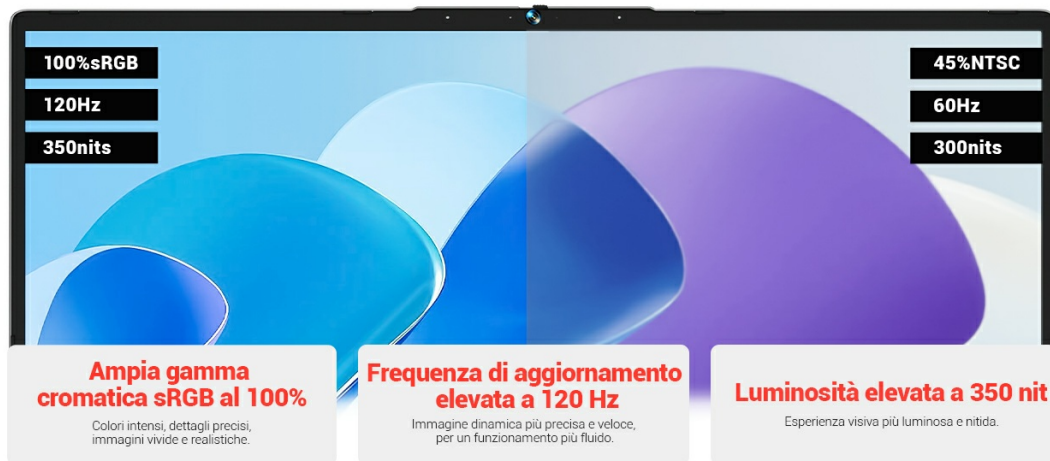 100%sRGB
120Hz
350nits
45%NTSC
60Hz
300nits
Ampia gamma
cromatica sRGB al 100%
Colori intensi, dettagli precisi,
immagini vivide e realistiche.
Frequenza di aggiornamento
elevata a 120 Hz
Immagine dinamica più precisa e veloce,
per un funzionamento più fluido.
Luminosità elevata a 350 nit
Esperienza visiva più luminosa e nitida.